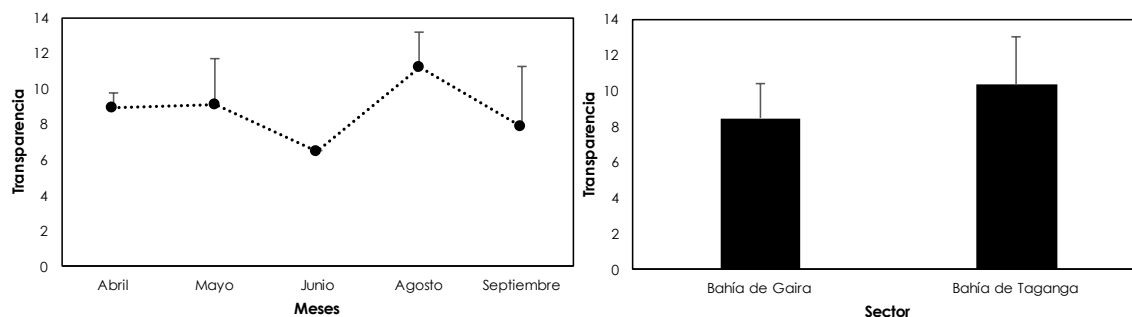 Transparencia
14
12
10
8
6
4
2
0
Abril Mayo Junio Agosto Septiembre
Meses
Transparencia
14
12
10
8
6
4
2
0
Bahía de Gaira Bahía de Taganga
Sector